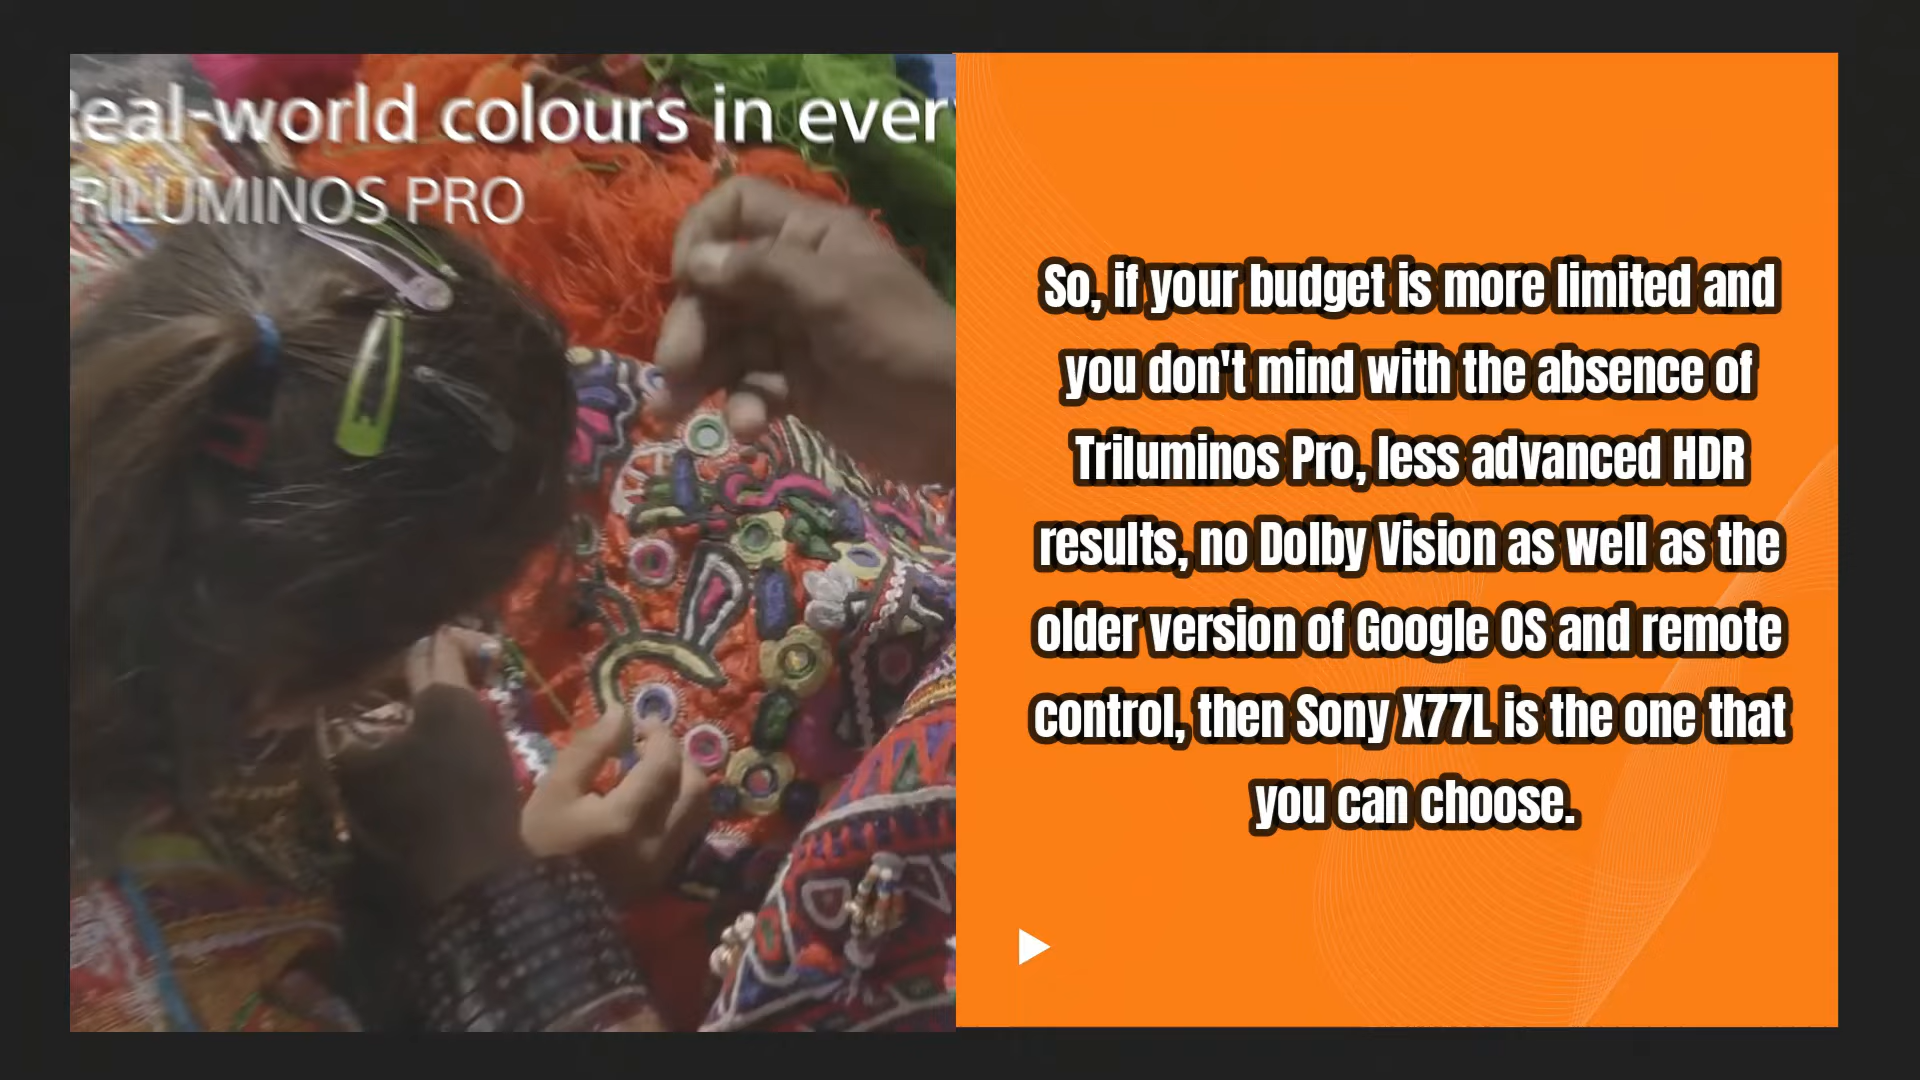 eal-world colours in ever
RILUMINOS PRO
So, if your budget is more limited and
you don't mind with the absence of
Triluminos Pro, less advanced HDR
results, no Dolby Vision as well as the
older version of Google OS and remote
control, then Sony X77L is the one that
you can choose.